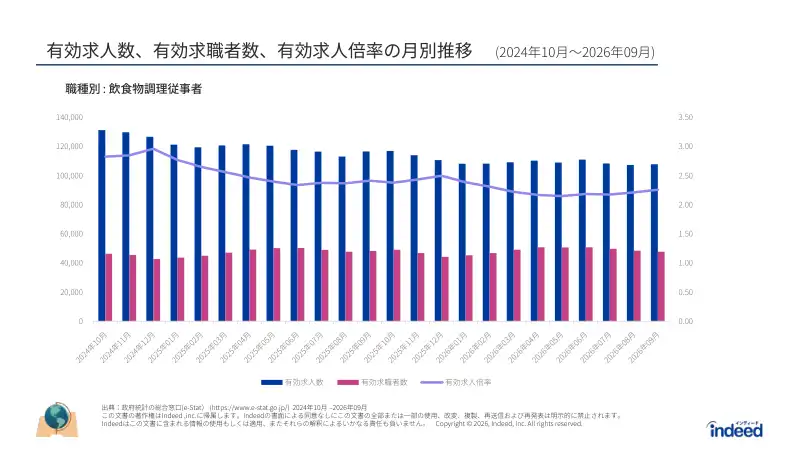 有効求人数、有効求職者数、有効求人倍率の月別推移 (2024年10月～2026年09月)
職種別 : 飲食物調理従事者
140,000
120,000
100,000
80,000
60,000
40,000
20,000
0
3.50
3.00
2.50
2.00
1.50
1.00
0.50
0.00
2024年10月
2024年11月
2024年12月
2025年01月
2025年02月
2025年03月
2025年04月
2025年05月
2025年06月
2025年07月
2025年08月
2025年09月
2025年10月
2025年11月
2025年12月
2026年01月
2026年02月
2026年03月
2026年04月
2026年05月
2026年06月
2026年07月
2026年08月
2026年09月
有効求人数 有効求職者数 有効求人倍率
出典：政府統計の総合窓口(e-Stat) (https://www.e-stat.go.jp/) 2024年10月 –2026年09月
この文書の著作権はIndeed ,Inc.に帰属します。Indeedの書面による同意なしにこの文書の全部または一部の使用、改変、複製、再送信および再発表は明示的に禁止されます。
Indeedはこの文書に含まれる情報の使用もしくは適用、またそれらの解釈によるいかなる責任も負いません。 Copyright © 2026, Indeed, Inc. All rights reserved.
インディード
indeed